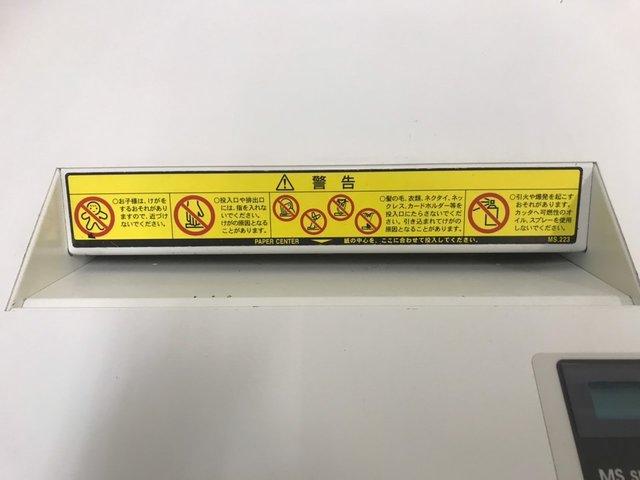 警告
○お子様は、けがを
するおそれがあり
ますので、近づけ
ないでください。
○投入口や排出口
には、指を入れな
いでください。
けがの原因となる
ことがあります。
○髪の毛、衣類、ネクタイ、ネッ
クレス、カードホルダー等を
投入口にたらさないでくだ
さい。引き込まれてけがの
原因となることがあります。
○引火や爆発を起こす
おそれがあります。
カッターへ可燃性のオ
イル、スプレーを使用
しないでください。
PAPER CENTER 紙の中心を、ここに合わせて投入してください。 MS.223